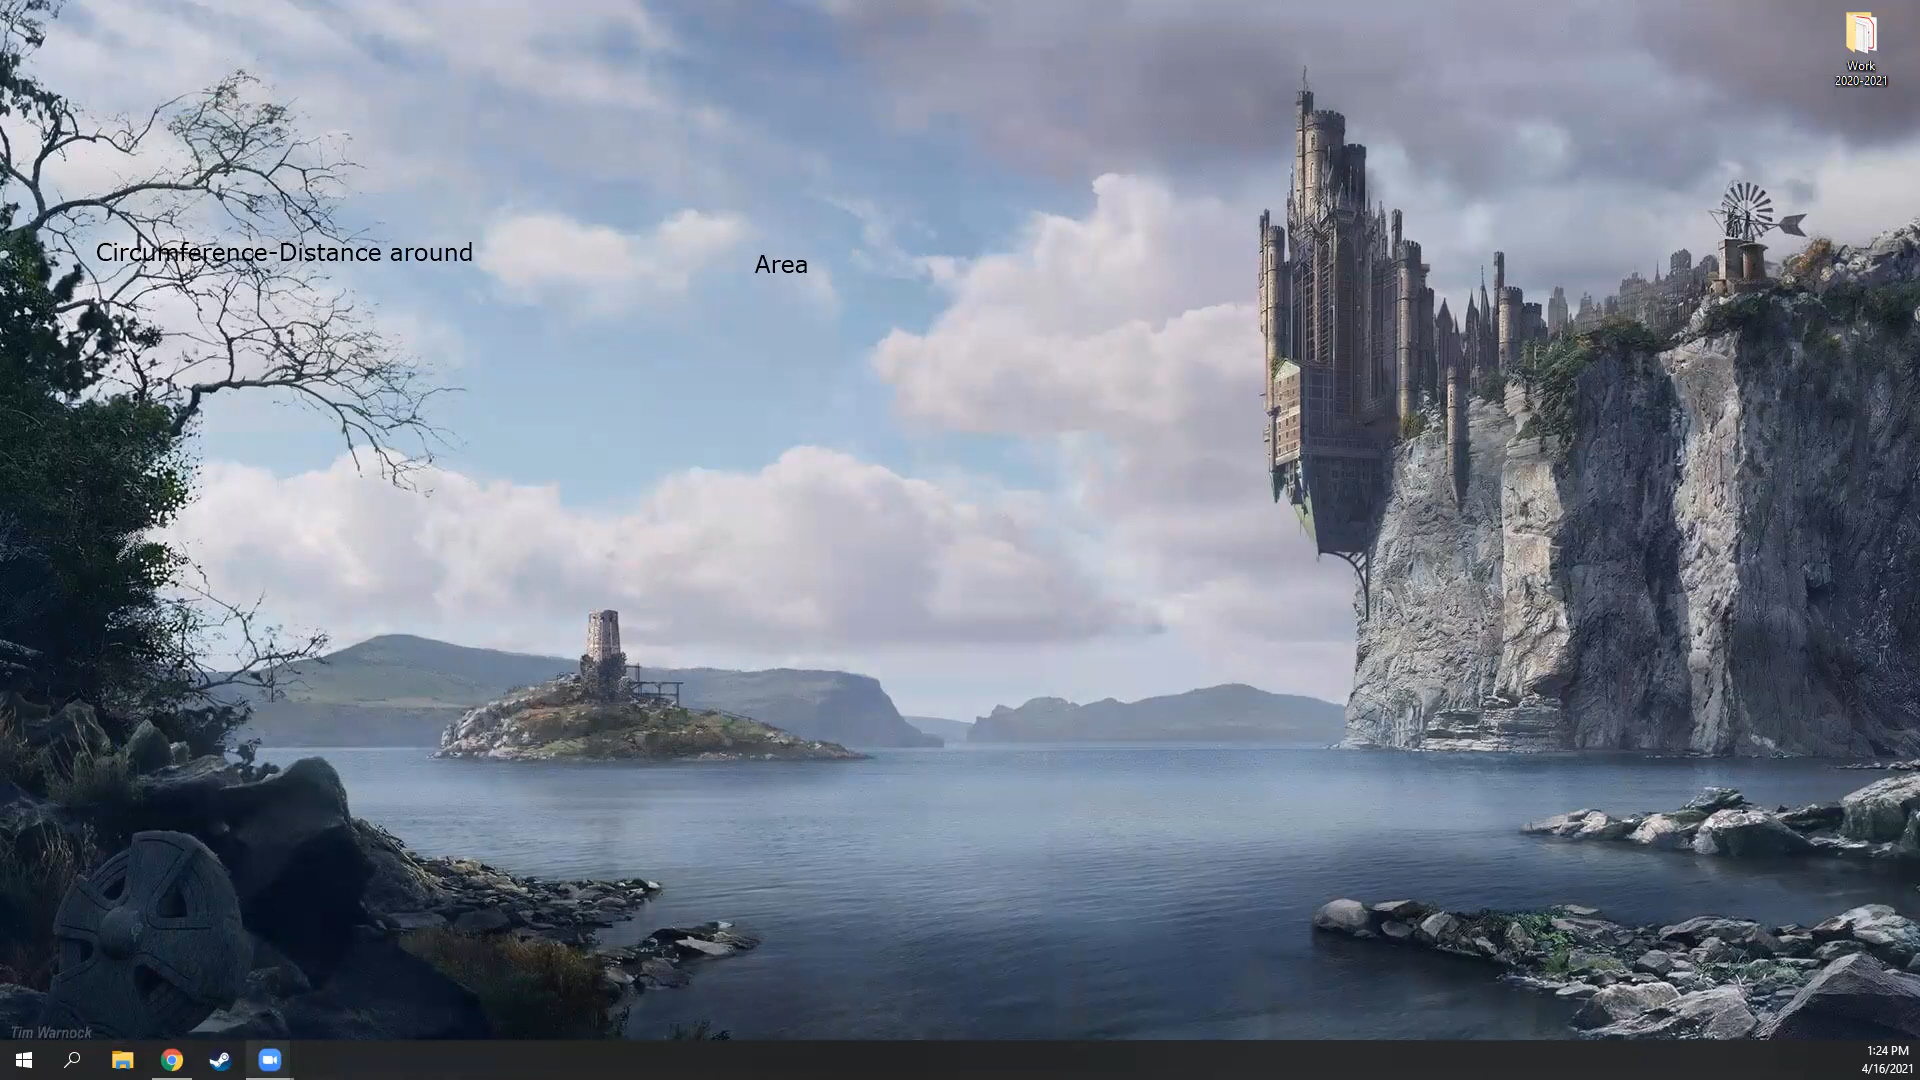 Work
2020-2021
Circumference-Distance around
Area
Tim Warnock
1:24 PM
4/16/2021